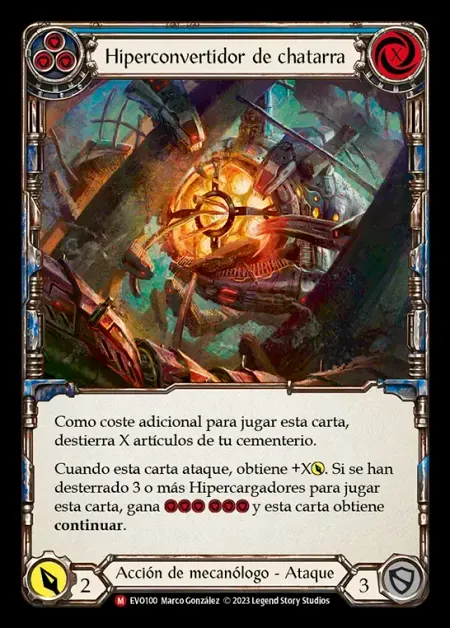 Hiperconvertidor de chatarra
X
Como coste adicional para jugar esta carta,
destierra X artículos de tu cementerio.
Cuando esta carta ataque, obtiene +X. Si se han
desterrado 3 o más Hipercargadores para jugar
esta carta, gana y esta carta obtiene
continuar.
2
Acción de mecanólogo - Ataque
3
M EVO100 Marco González © 2023 Legend Story Studios